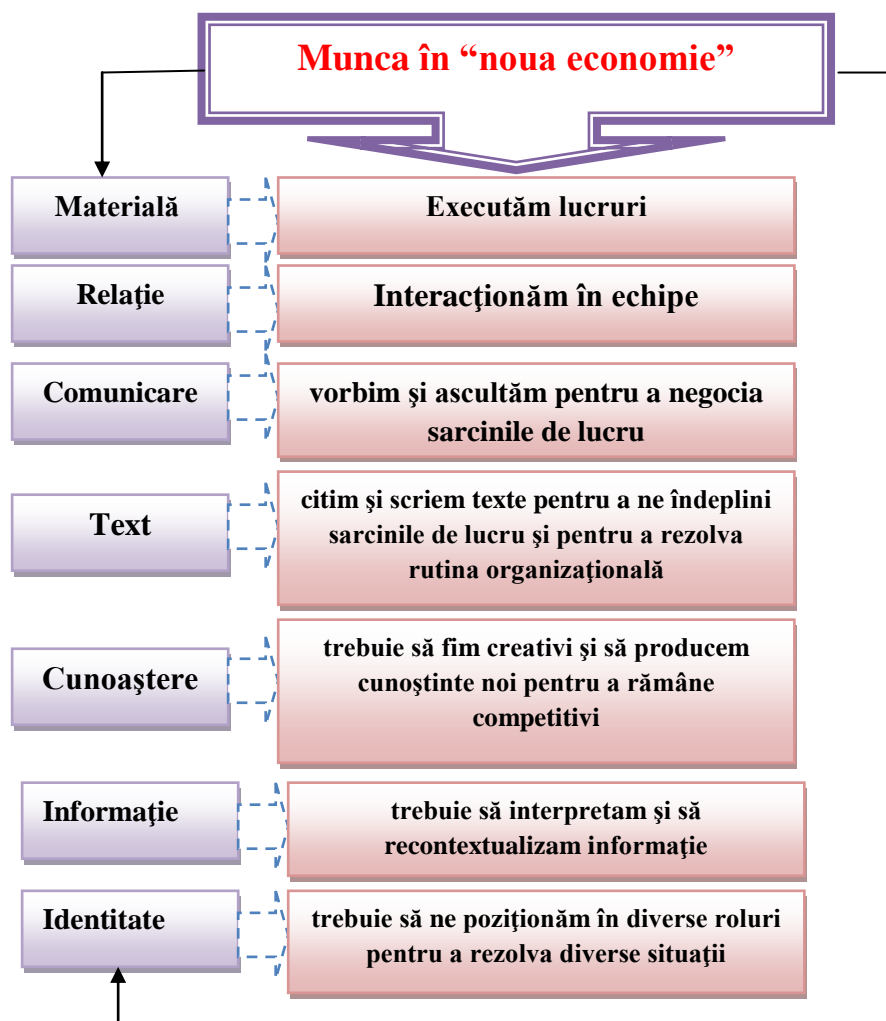 Munca în “noua economie”
Materială
Executăm lucruri
Relaţie
Interacţionăm în echipe
Comunicare
vorbim şi ascultăm pentru a negocia
sarcinile de lucru
Text
citim şi scriem texte pentru a ne îndeplini
sarcinile de lucru şi pentru a rezolva
rutina organizaţională
Cunoaştere
trebuie să fim creativi şi să producem
cunoştinte noi pentru a rămâne
competitivi
Informaţie
trebuie să interpretam şi să
recontextualizam informaţie
Identitate
trebuie să ne poziţionăm în diverse roluri
pentru a rezolva diverse situaţii